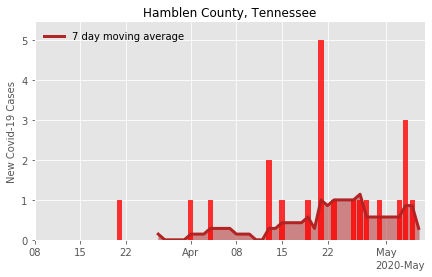 Hamblen County, Tennessee
7 day moving average
New Covid-19 Cases
5
4
3
2
1
0
08 15 22 Apr 08 15 22 May
2020-May